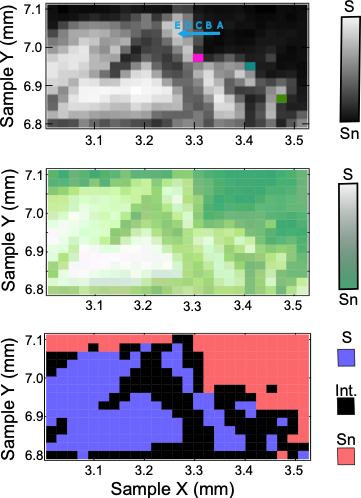 S
7.1
E D C B A
7.0
6.9
6.8
Sample Y (mm)
Sn
3.1 3.2 3.3 3.4 3.5
S
7.1
7.0
6.9
6.8
Sample Y (mm)
Sn
3.1 3.2 3.3 3.4 3.5
S
7.1
7.0
6.9
6.8
Sample Y (mm)
Int.
Sn
3.1 3.2 3.3 3.4 3.5
Sample X (mm)